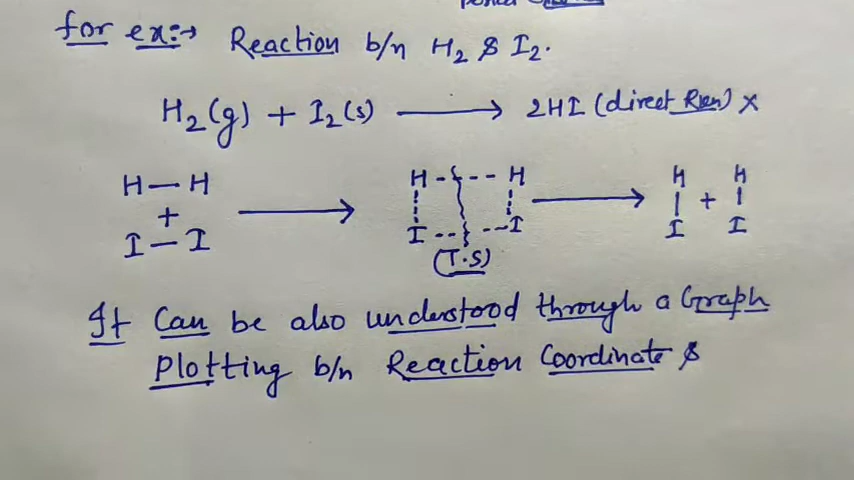 for ex:→ Reaction b/n H₂ & I₂.
H₂(g) + I₂(s) ⟶ 2HI (direct Rxn) ×
H — H ⟶ H - - - - H ⟶ H + H
+
I — I I - - - - I I I
(T.S)
It Can be also understood through a Graph
Plotting b/n Reaction Coordinate &